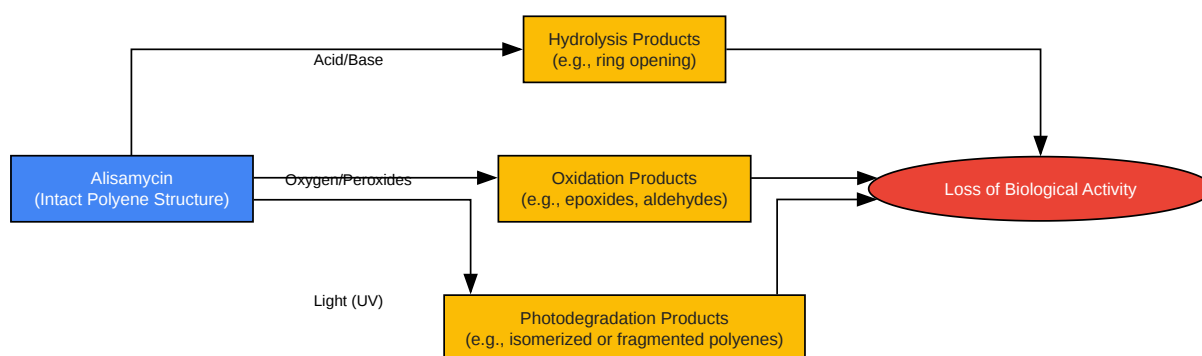 Hydrolysis Products
(e.g., ring opening)
Acid/Base
Alisamycin
(Intact Polyene Structure)
Oxygen/Peroxides
Oxidation Products
(e.g., epoxides, aldehydes)
Loss of Biological Activity
Light (UV)
Photodegradation Products
(e.g., isomerized or fragmented polyenes)